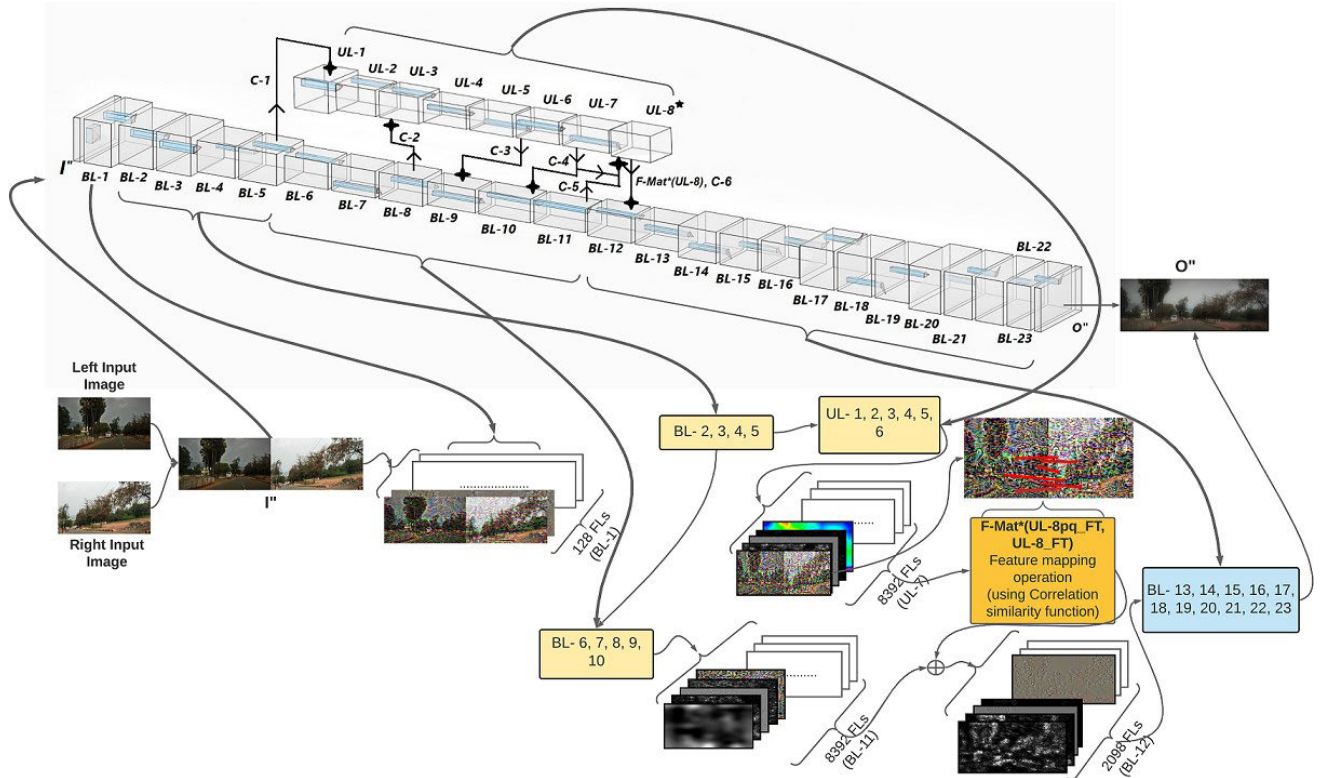 UL-1
UL-2
UL-3
UL-4
UL-5
UL-6
UL-7
UL-8★
C-1
C-2
C-3
C-4
C-5
F-Mat*(UL-8), C-6
I"
BL-1
BL-2
BL-3
BL-4
BL-5
BL-6
BL-7
BL-8
BL-9
BL-10
BL-11
BL-12
BL-13
BL-14
BL-15
BL-16
BL-17
BL-18
BL-19
BL-20
BL-21
BL-22
BL-23
O"
O"
Left Input
Image
I"
Right Input
Image
128 FLs
(BL-1)
BL- 2, 3, 4, 5
UL- 1, 2, 3, 4, 5,
6
8392 FLs
(UL-7)
F-Mat*(UL-8pq_FT,
UL-8_FT)
Feature mapping
operation
(using Correlation
similarity function)
BL- 13, 14, 15, 16, 17,
18, 19, 20, 21, 22, 23
BL- 6, 7, 8, 9,
10
8392 FLs
(BL-11)
2098 FLs
(BL-12)